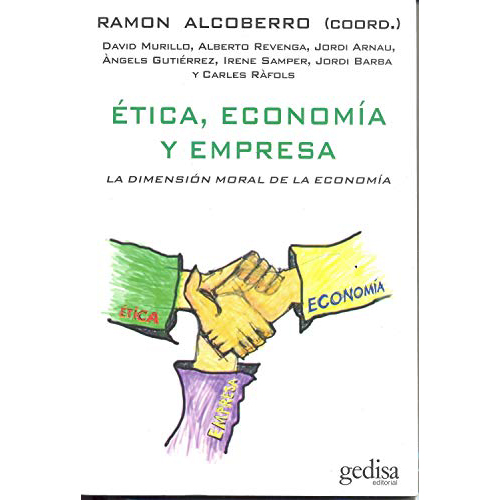 RAMON ALCOBERRO (COORD.)
DAVID MURILLO, ALBERTO REVENGA, JORDI ARNAU,
ÀNGELS GUTIÉRREZ, IRENE SAMPER, JORDI BARBA
Y CARLES RÀFOLS
ÉTICA, ECONOMÍA
Y EMPRESA
LA DIMENSIÓN MORAL DE LA ECONOMÍA
ÉTICA
ECONOMÍA
EMPRESA
gedisa
editorial